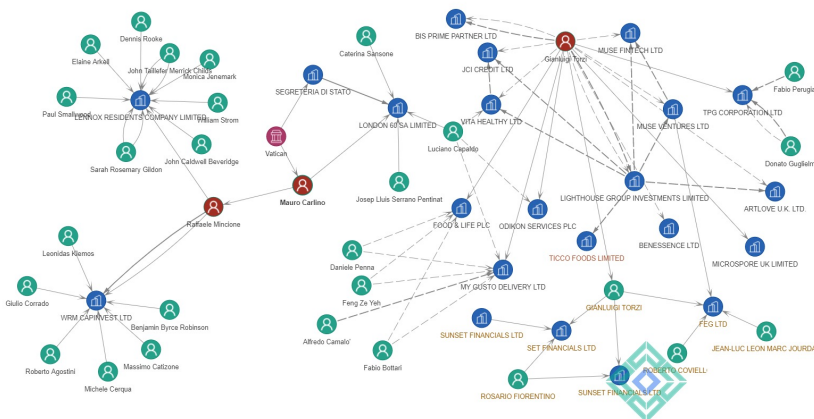 Dennis Rooke
BIS PRIME PARTNER LTD
MUSE FINTECH LTD
Elaine Arkell
John Taillefer Merrick Childs
Monica Jenemark
Caterina Sansone
Gianluigi Torzi
JCI CREDIT LTD
SEGRETERIA DI STATO
Fabio Perugia
Paul Smallwood
LENNOX RESIDENTS COMPANY LIMITED
William Strom
LONDON 60 SA LIMITED
VITA HEALTHY LTD
MUSE VENTURES LTD
TPG CORPORATION LTD
Vatican
Luciano Capaldo
Donato Guglielm
Sarah Rosemary Gildon
John Caldwell Beveridge
Mauro Carlino
Josep Lluis Serrano Pentinat
LIGHTHOUSE GROUP INVESTMENTS LIMITED
ARTLOVE U.K. LTD.
Raffaele Mincione
FOOD & LIFE PLC
ODIKON SERVICES PLC
BENESSENCE LTD
Leonidas Klemos
TICCO FOODS LIMITED
MICROSPORE UK LIMITED
Daniele Penna
MY GUSTO DELIVERY LTD
Giulio Corrado
WRM CAPINVEST LTD
Feng Ze Yeh
GIANLUIGI TORZI
Benjamin Byrce Robinson
Alfredo Camalo'
SUNSET FINANCIALS LTD
SET FINANCIALS LTD
FEG LTD
JEAN-LUC LEON MARC JOURDA
Roberto Agostini
Massimo Catizone
Fabio Bottari
ROBERTO COVIELL
Michele Cerqua
ROSARIO FIORENTINO
SUNSET FINANCIALS LTD